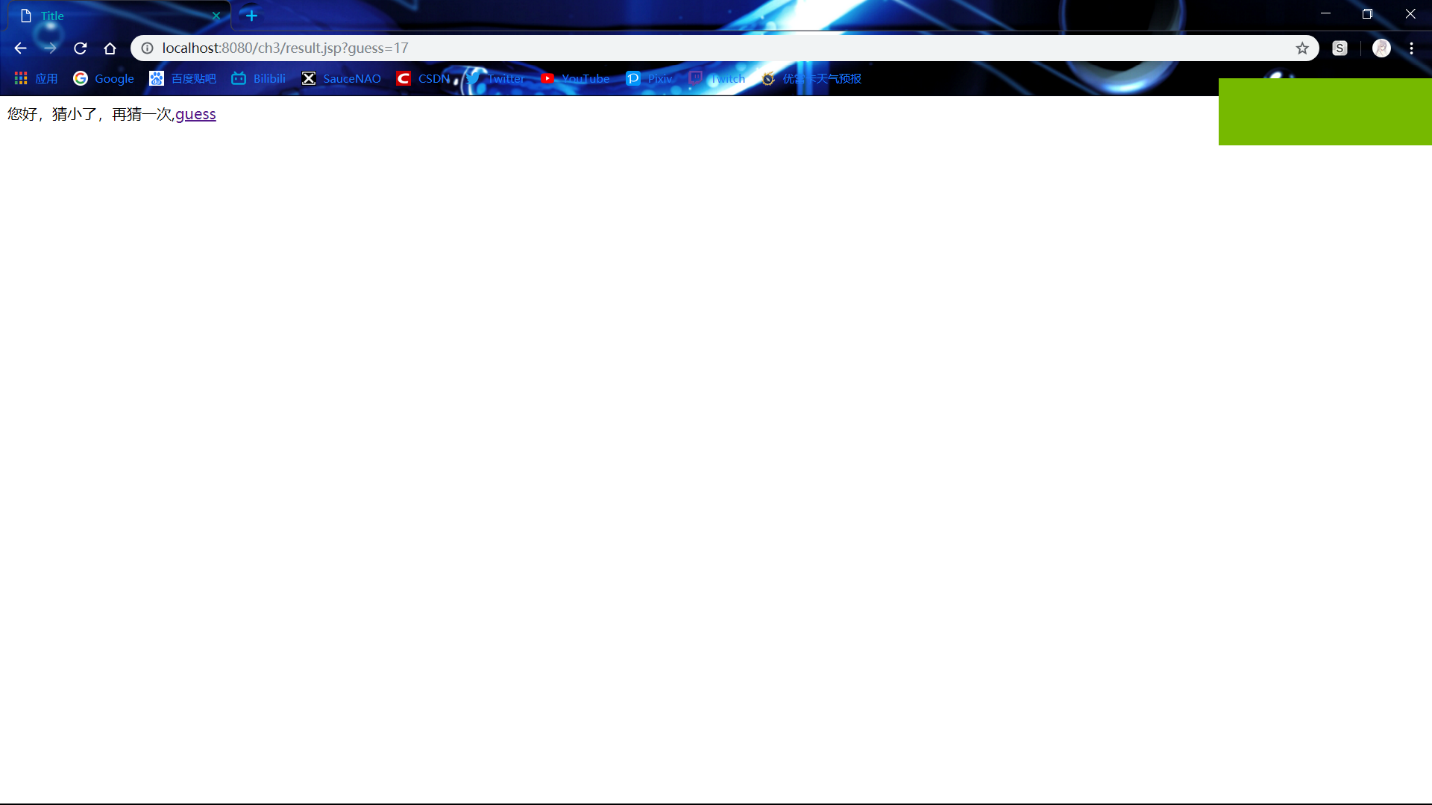 Title
localhost:8080/ch3/result.jsp?guess=17
S
应用 Google 百度贴吧 Bilibili SauceNAO CSDN Twitter YouTube Pixiv Twitch 天气预报
您好，猜小了，再猜一次,guess